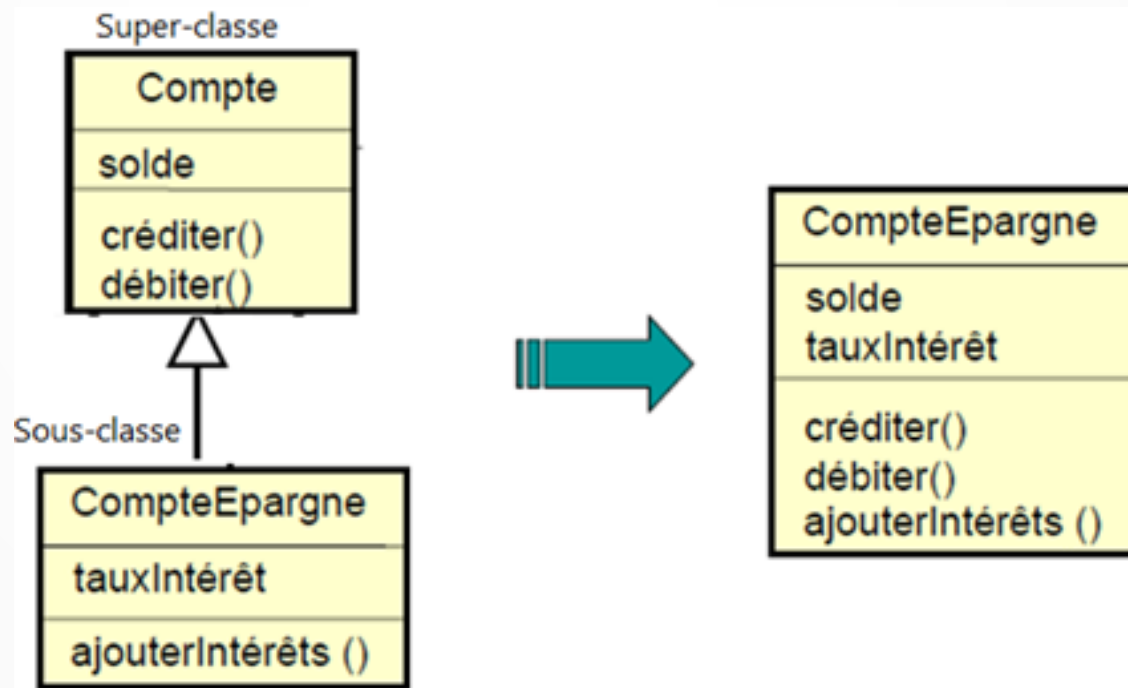 Super-classe
Compte
solde
créditer()
débiter()
Sous-classe
CompteEpargne
tauxIntérêt
ajouterIntérêts ()
CompteEpargne
solde
tauxIntérêt
créditer()
débiter()
ajouterIntérêts ()